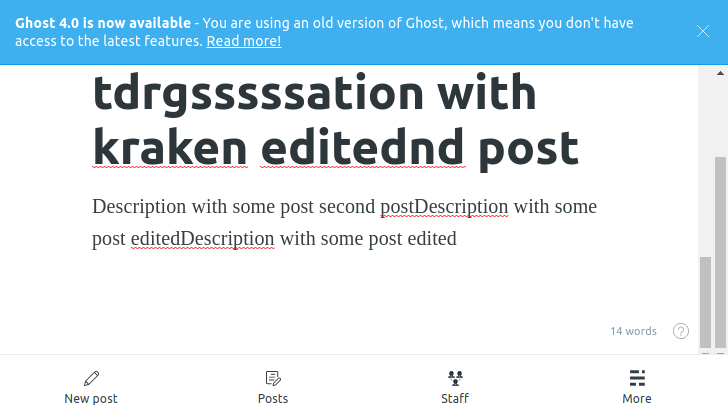 Ghost 4.0 is now available - You are using an old version of Ghost, which means you don't have
access to the latest features. Read more!
tdrgsssssation with
kraken editednd post
Description with some post second postDescription with some
post editedDescription with some post edited
14 words ?
New post Posts Staff More